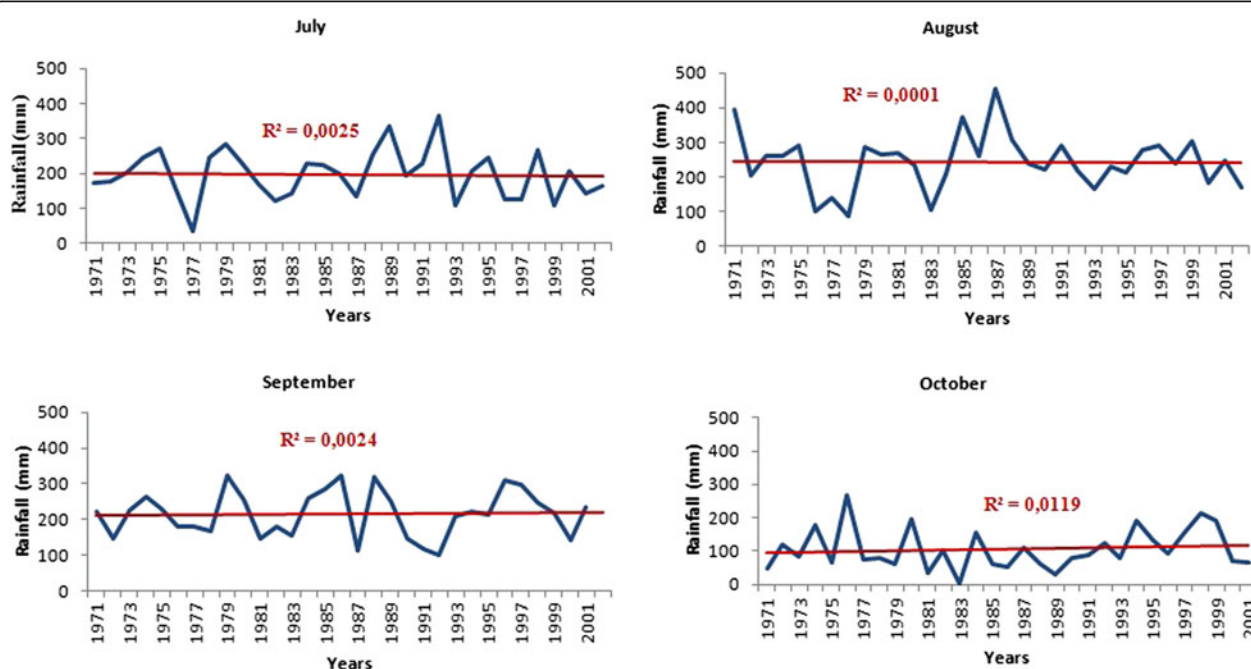 July
500
400
300
200
100
0
Rainfall (mm)
R² = 0,0025
1971 1973 1975 1977 1979 1981 1983 1985 1987 1989 1991 1993 1995 1997 1999 2001
Years
August
500
400
300
200
100
0
Rainfall (mm)
R² = 0,0001
1971 1973 1975 1977 1979 1981 1983 1985 1987 1989 1991 1993 1995 1997 1999 2001
Years
September
500
400
300
200
100
0
Rainfall (mm)
R² = 0,0024
1971 1973 1975 1977 1979 1981 1983 1985 1987 1989 1991 1993 1995 1997 1999 2001
Years
October
500
400
300
200
100
0
Rainfall (mm)
R² = 0,0119
1971 1973 1975 1977 1979 1981 1983 1985 1987 1989 1991 1993 1995 1997 1999 2001
Years